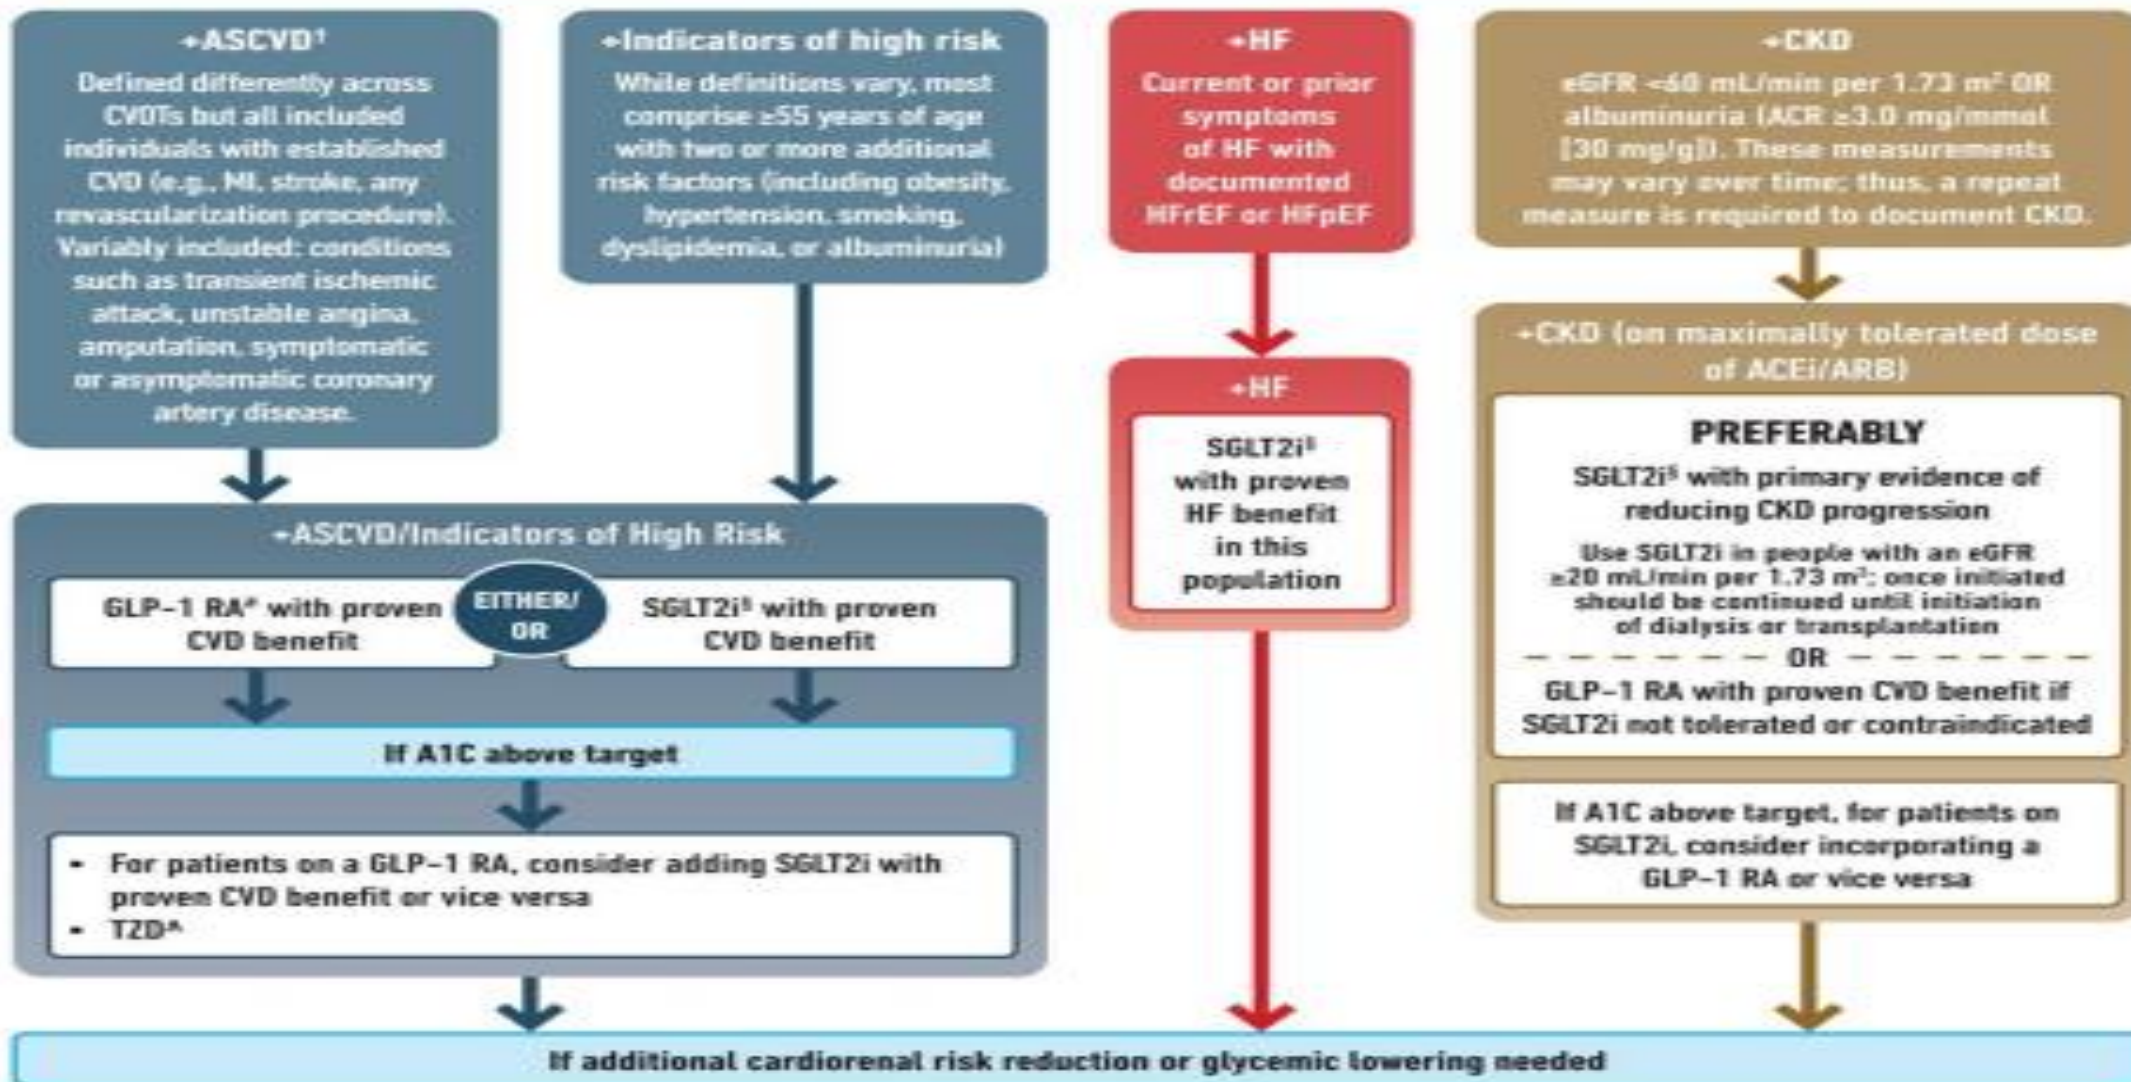 +ASCVD†
Defined differently across
CVOTs but all included
individuals with established
CVD (e.g., MI, stroke, any
revascularization procedure).
Variably included: conditions
such as transient ischemic
attack, unstable angina,
amputation, symptomatic
or asymptomatic coronary
artery disease.
+Indicators of high risk
While definitions vary, most
comprise ≥55 years of age
with two or more additional
risk factors (including obesity,
hypertension, smoking,
dyslipidemia, or albuminuria)
+HF
Current or prior
symptoms
of HF with
documented
HFrEF or HFpEF
+CKD
eGFR <60 mL/min per 1.73 m² OR
albuminuria (ACR ≥3.0 mg/mmol
[30 mg/g]). These measurements
may vary over time; thus, a repeat
measure is required to document CKD.
+ASCVD/Indicators of High Risk
GLP-1 RA# with proven
CVD benefit
EITHER/
OR
SGLT2i§ with proven
CVD benefit
If A1C above target
• For patients on a GLP-1 RA, consider adding SGLT2i with
proven CVD benefit or vice versa
• TZD^
+HF
SGLT2i§
with proven
HF benefit
in this
population
+CKD (on maximally tolerated dose
of ACEi/ARB)
PREFERABLY
SGLT2i§ with primary evidence of
reducing CKD progression
Use SGLT2i in people with an eGFR
≥20 mL/min per 1.73 m²; once initiated
should be continued until initiation
of dialysis or transplantation
OR
GLP-1 RA with proven CVD benefit if
SGLT2i not tolerated or contraindicated
If A1C above target, for patients on
SGLT2i, consider incorporating a
GLP-1 RA or vice versa
If additional cardiorenal risk reduction or glycemic lowering needed